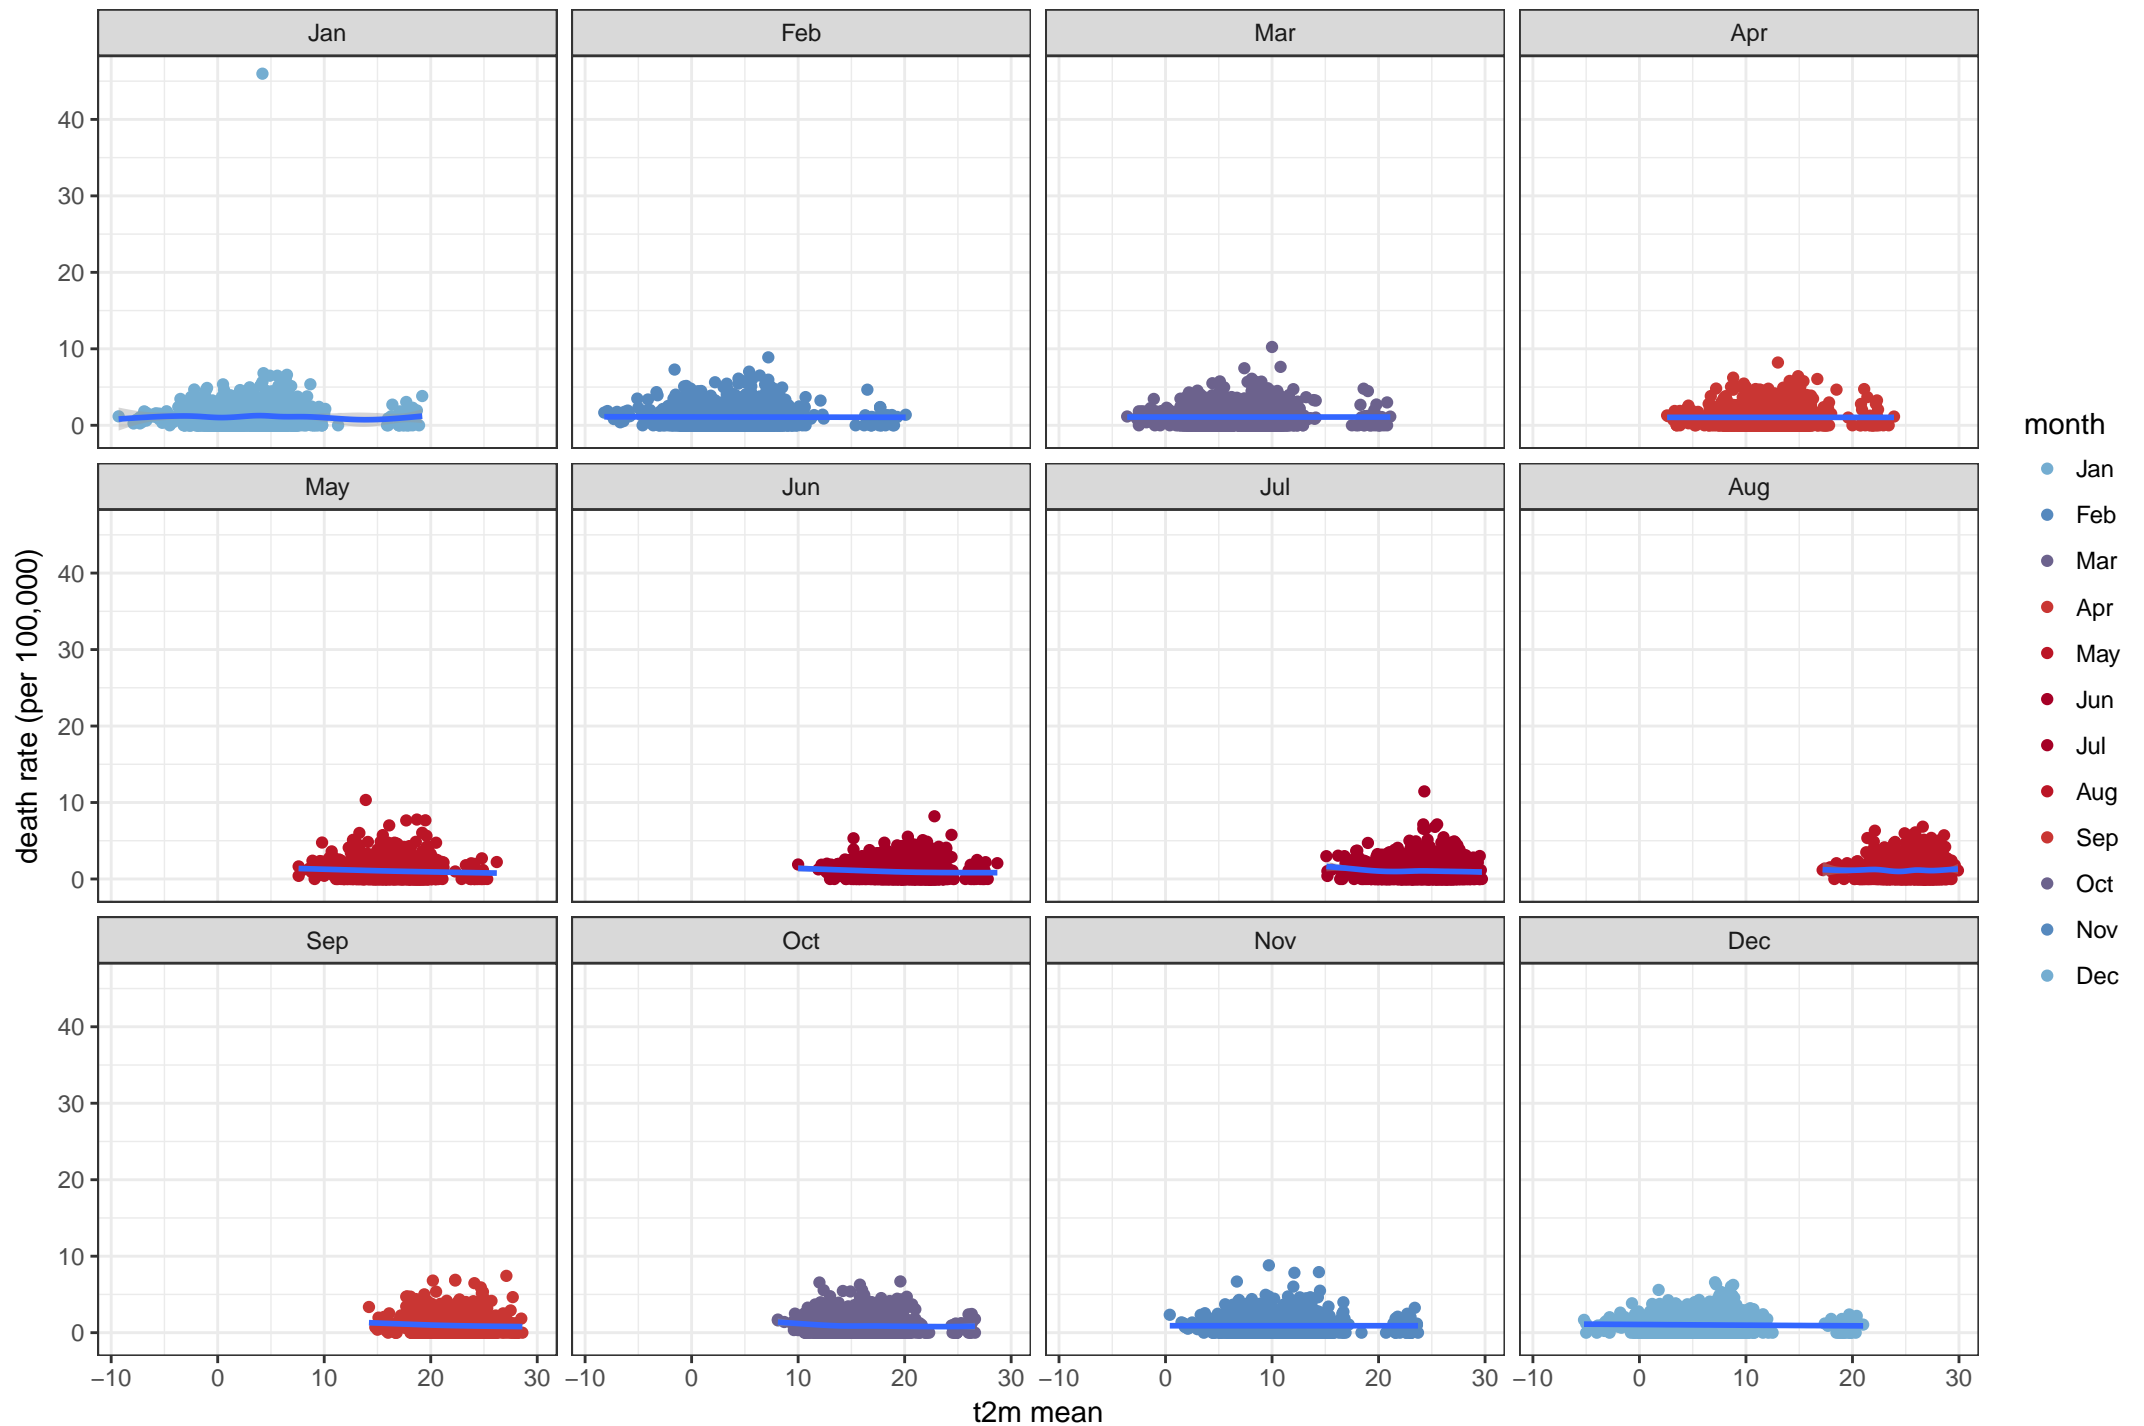 Jan Feb Mar Apr
40
30
20
10
0
May Jun Jul Aug
40
30
20
10
0
Sep Oct Nov Dec
40
30
20
10
0
−10 0 10 20 30 −10 0 10 20 30 −10 0 10 20 30 −10 0 10 20 30
t2m mean
death rate (per 100,000)
month
Jan
Feb
Mar
Apr
May
Jun
Jul
Aug
Sep
Oct
Nov
Dec